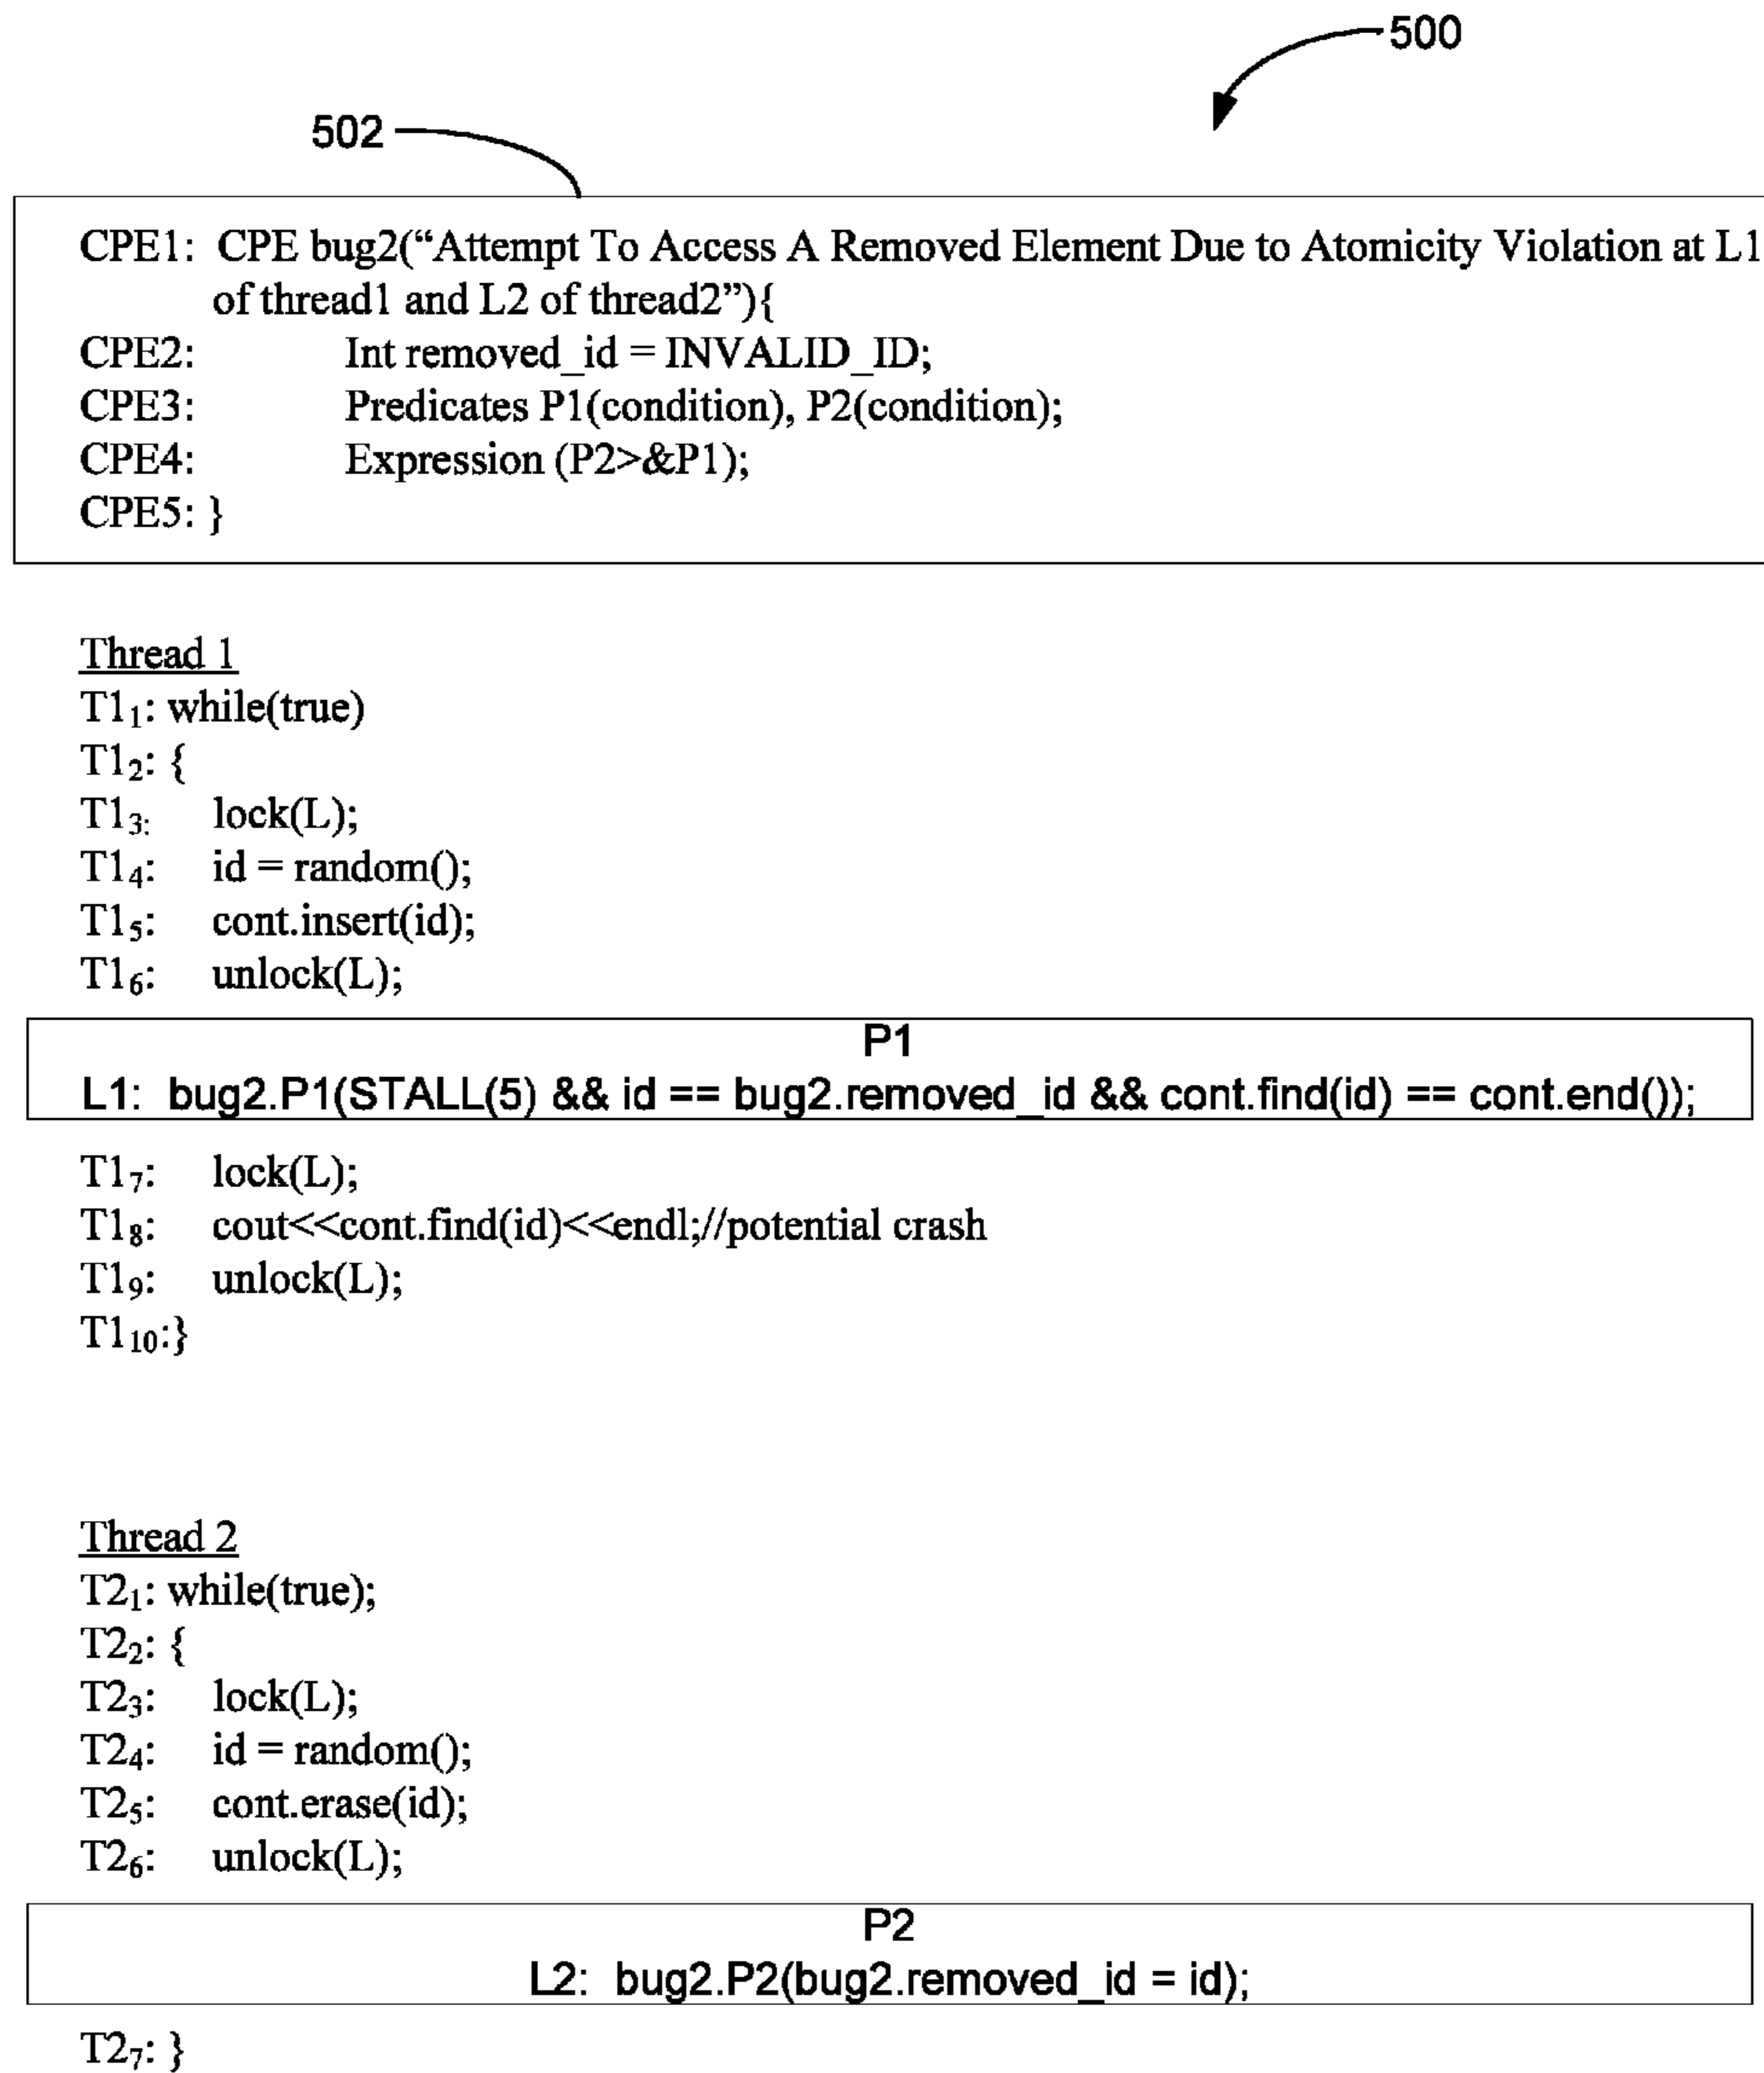 500
502
CPE1: CPE bug2(“Attempt To Access A Removed Element Due to Atomicity Violation at L1
of thread1 and L2 of thread2”){
CPE2: Int removed_id = INVALID_ID;
CPE3: Predicates P1(condition), P2(condition);
CPE4: Expression (P2>&P1);
CPE5: }
Thread 1
T1₁: while(true)
T1₂: {
T1₃: lock(L);
T1₄: id = random();
T1₅: cont.insert(id);
T1₆: unlock(L);
P1
L1: bug2.P1(STALL(5) && id == bug2.removed_id && cont.find(id) == cont.end());
T1₇: lock(L);
T1₈: cout<<cont.find(id)<<endl;//potential crash
T1₉: unlock(L);
T1₁₀:}
Thread 2
T2₁: while(true);
T2₂: {
T2₃: lock(L);
T2₄: id = random();
T2₅: cont.erase(id);
T2₆: unlock(L);
P2
L2: bug2.P2(bug2.removed_id = id);
T2₇: }